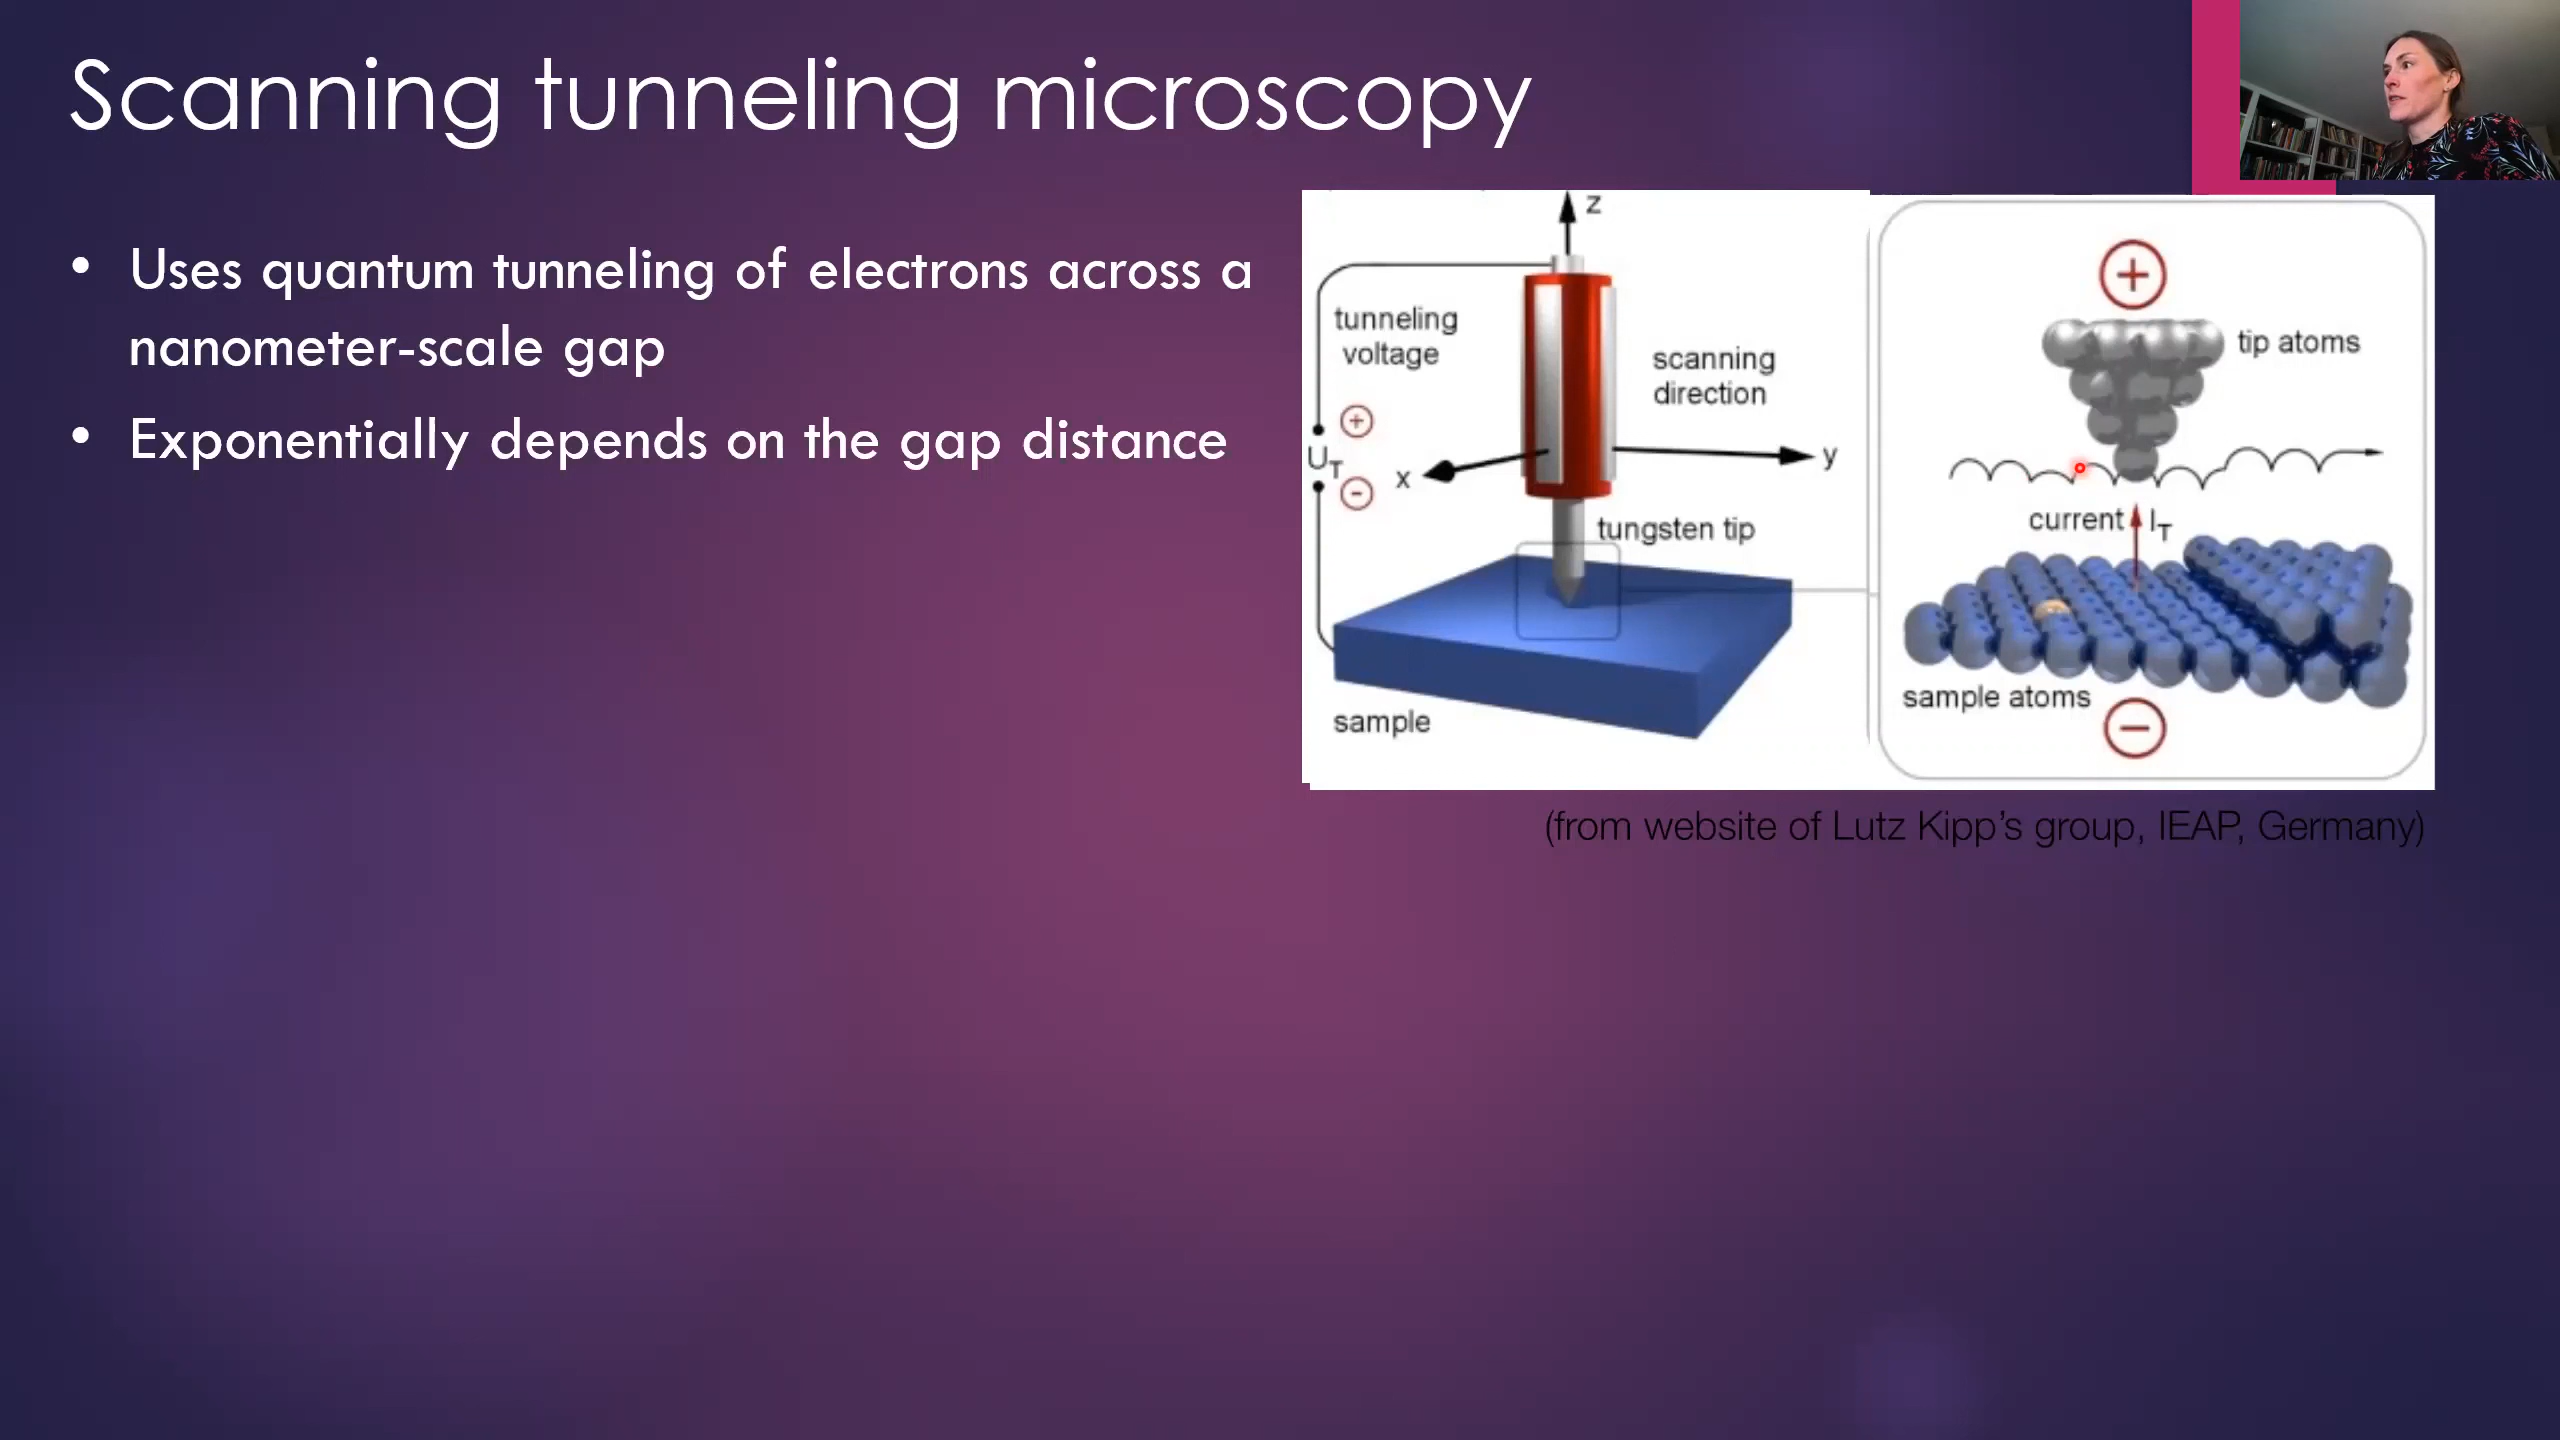 Scanning tunneling microscopy
• Uses quantum tunneling of electrons across a
nanometer-scale gap
• Exponentially depends on the gap distance
z
tunneling
voltage
scanning
direction
+
U_T
−
x
y
tungsten tip
sample
+
tip atoms
current I_T
sample atoms
−
(from website of Lutz Kipp's group, IEAP, Germany)